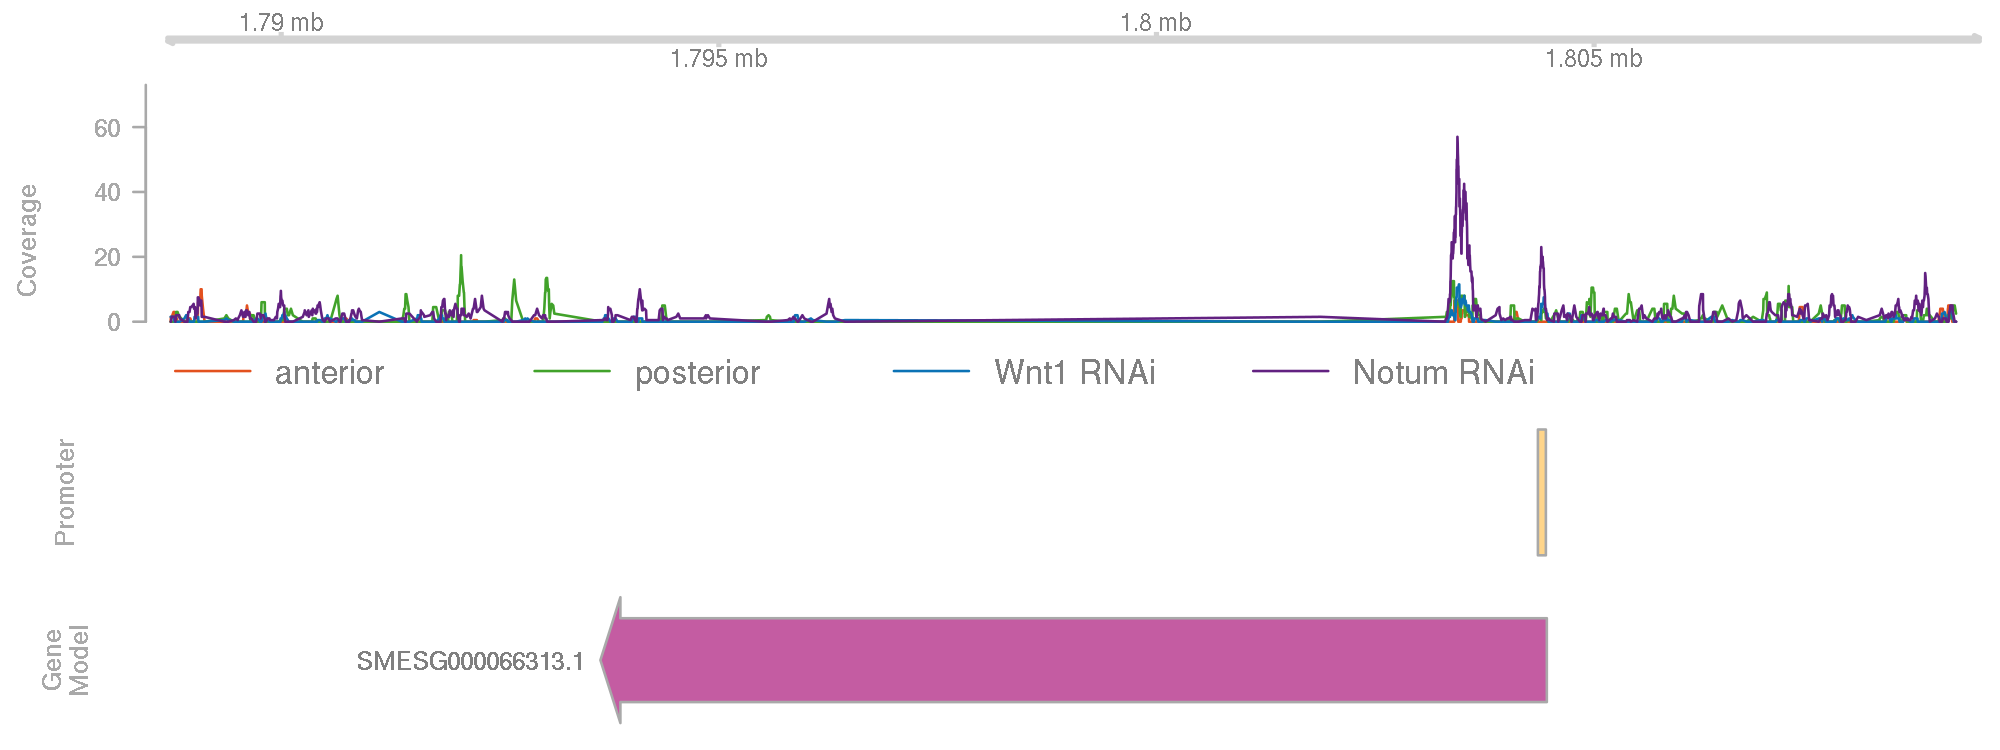 1.79 mb
1.8 mb
1.795 mb
1.805 mb
Coverage
60
40
20
0
anterior
posterior
Wnt1 RNAi
Notum RNAi
Promoter
Gene
Model
SMESG000066313.1